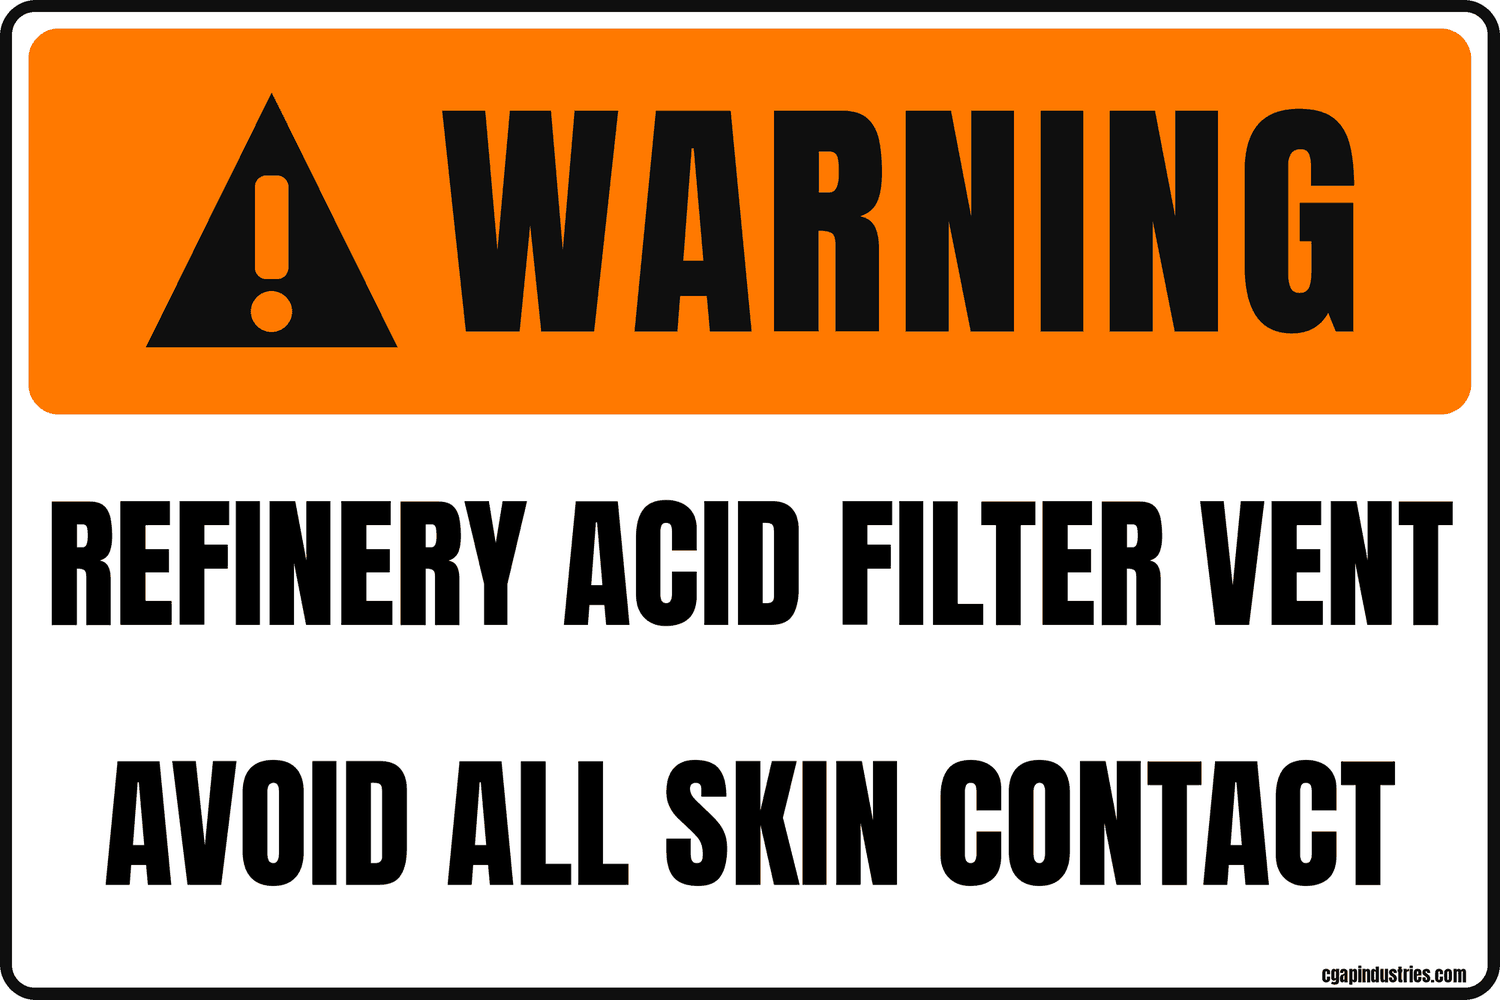 WARNING
REFINERY ACID FILTER VENT
AVOID ALL SKIN CONTACT
cgapindustries.com